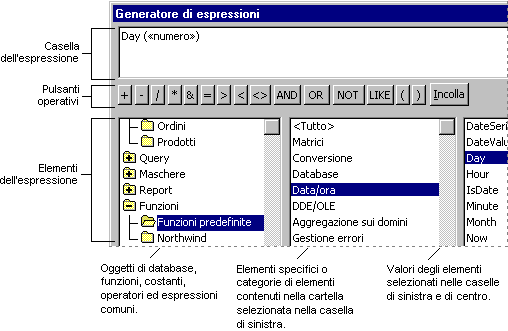 Generatore di espressioni
Casella
dell'espressione
Day («numero»)
Pulsanti
operativi
+ - / * & = > < <> AND OR NOT LIKE ( ) Incolla
Elementi
dell'espressione
Ordini
Prodotti
Query
Maschere
Report
Funzioni
Funzioni predefinite
Northwind
<Tutto>
Matrici
Conversione
Database
Data/ora
DDE/OLE
Aggregazione sui domini
Gestione errori
DateSeri
DateValu
Day
Hour
IsDate
Minute
Month
Now
Oggetti di database,
funzioni, costanti,
operatori ed espressioni
comuni.
Elementi specifici o
categorie di elementi
contenuti nella cartella
selezionata nella casella
di sinistra.
Valori degli elementi
selezionati nelle caselle
di sinistra e di centro.